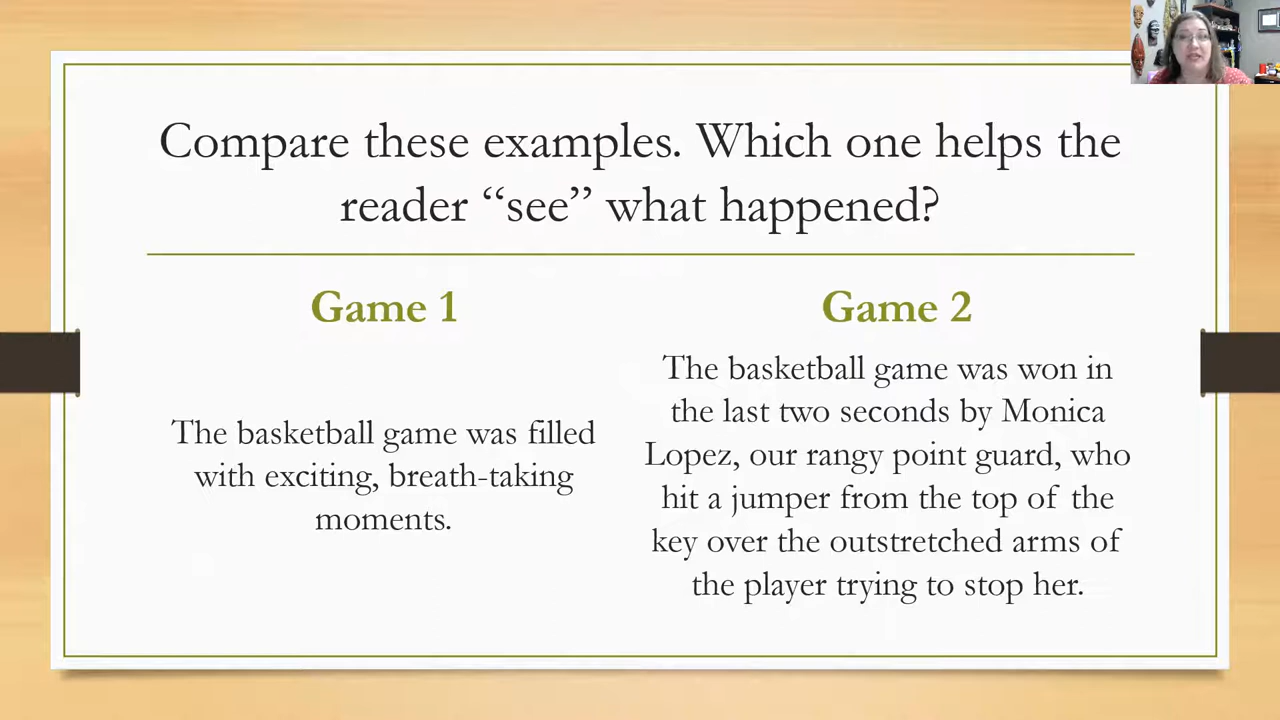 Compare these examples. Which one helps the
reader “see” what happened?
Game 1
The basketball game was filled
with exciting, breath-taking
moments.
Game 2
The basketball game was won in
the last two seconds by Monica
Lopez, our rangy point guard, who
hit a jumper from the top of the
key over the outstretched arms of
the player trying to stop her.